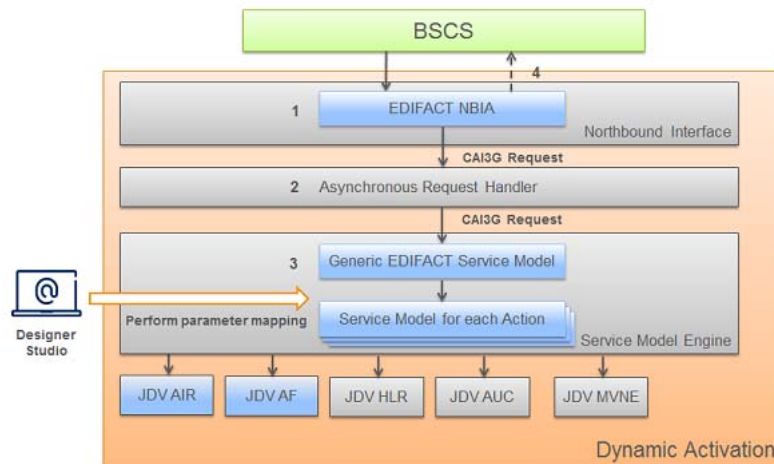 BSCS
4
1
EDIFACT NBIA
Northbound Interface
CAI3G Request
2 Asynchronous Request Handler
CAI3G Request
3
Generic EDIFACT Service Model
Perform parameter mapping
Service Model for each Action
Service Model Engine
Designer
Studio
JDV AIR
JDV AF
JDV HLR
JDV AUC
JDV MVNE
Dynamic Activation